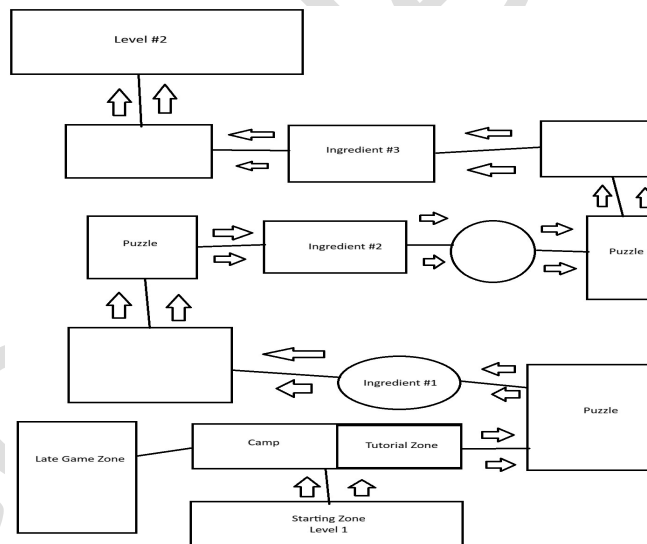 Level #2
Ingredient #3
Puzzle
Ingredient #2
Puzzle
Ingredient #1
Puzzle
Camp
Tutorial Zone
Late Game Zone
Starting Zone
Level 1